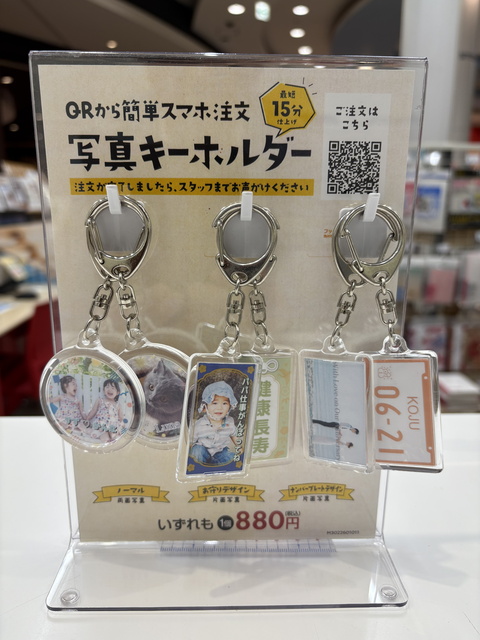 QRから簡単スマホ注文
最短
15分
仕上げ
ご注文は
こちら
写真キーホルダー
注文が完了しましたら、スタッフまでお声がけください
パパ仕事がんばってね
健康長寿
KOJU
06-21
ノーマル
両面写真
お守りデザイン
片面写真
ナンバープレートデザイン
片面写真
いずれも 1個 880円
(税込)